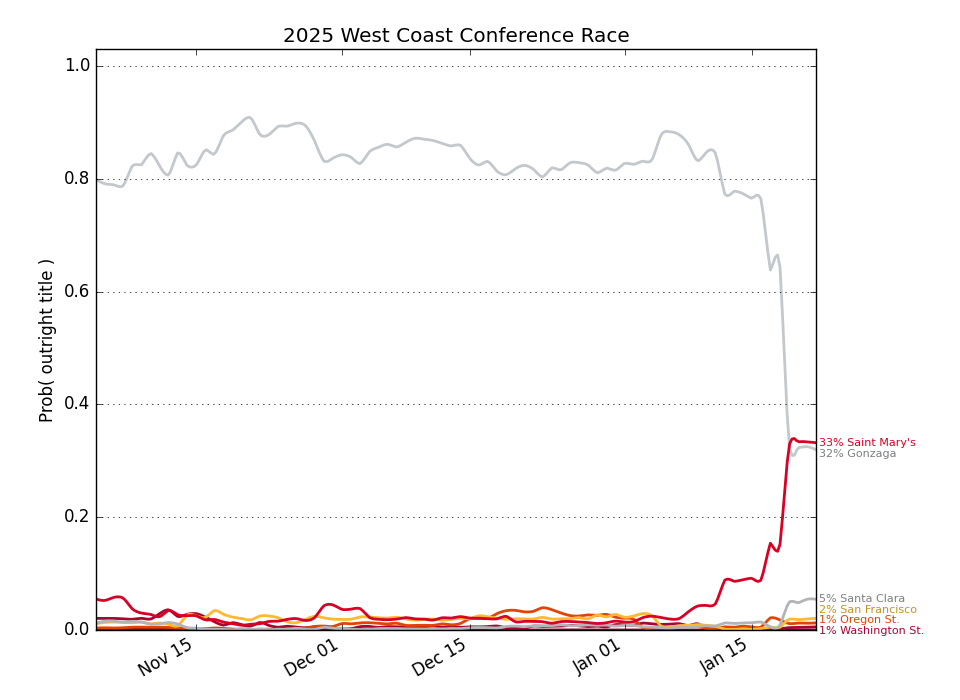 2025 West Coast Conference Race
1.0
0.8
0.6
0.4
0.2
0.0
Prob( outright title )
Nov 15
Dec 01
Dec 15
Jan 01
Jan 15
33% Saint Mary's
32% Gonzaga
5% Santa Clara
2% San Francisco
1% Oregon St.
1% Washington St.